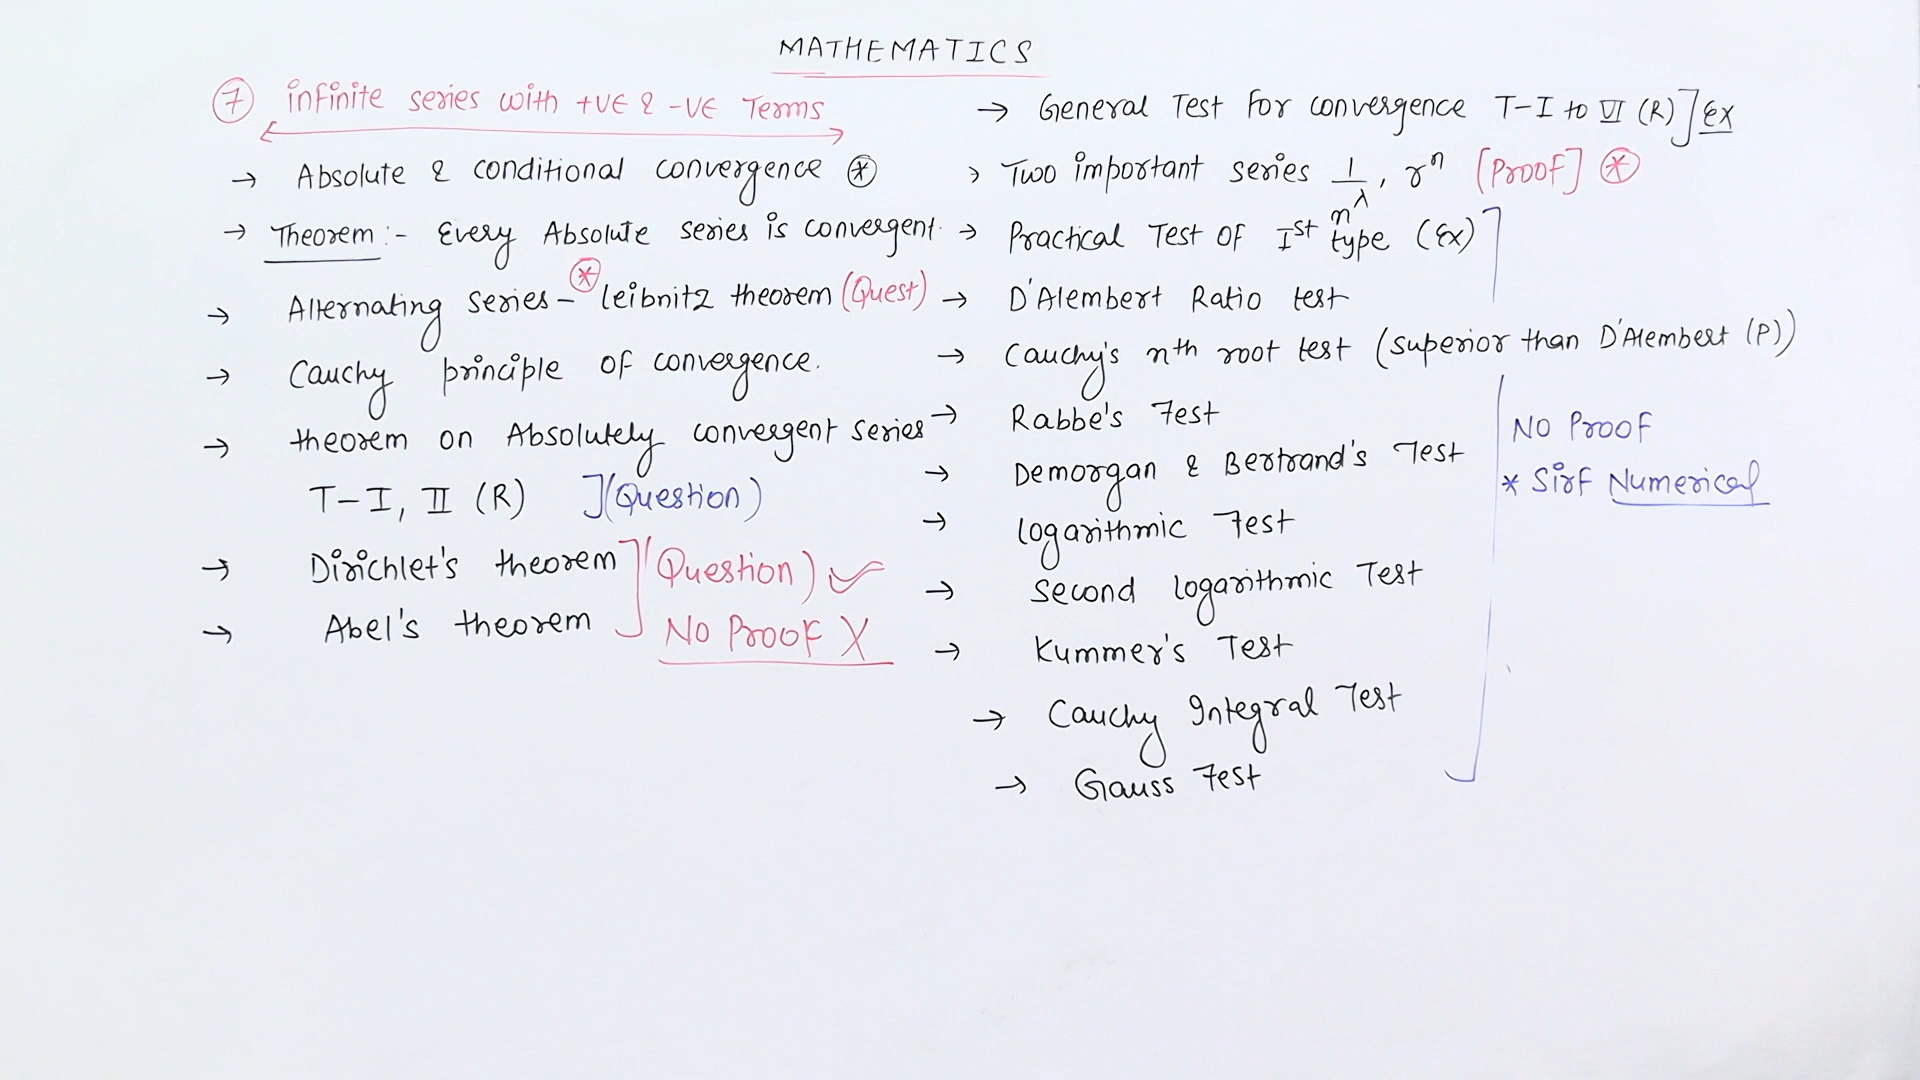 MATHEMATICS
⑦ infinite series with +VE & -VE Terms
→ Absolute & conditional convergence ⊛
→ Theorem :- Every Absolute series is convergent.
→ Alternating series - ⊛ leibnitz theorem (Quest)
→ Cauchy principle of convergence.
→ theorem on Absolutely convergent series
T-I, II (R) ](Question)
→ Dirichlet's theorem ] (Question) ✓
→ Abel's theorem NO PROOF X
→ General Test For convergence T-I to VI (R) ] Ex
→ Two important series 1/n^λ, r^n [Proof] ⊛
→ Practical Test OF Ist type (Ex)
→ D'Alembert Ratio test
→ Cauchy's nth root test (superior than D'Alembert (P))
→ Rabbe's Test
→ Demorgan & Bertrand's Test
→ logarithmic Test
→ Second logarithmic Test
→ Kummer's Test
→ Cauchy Integral Test
→ Gauss Test
NO Proof
* Sirf Numerical